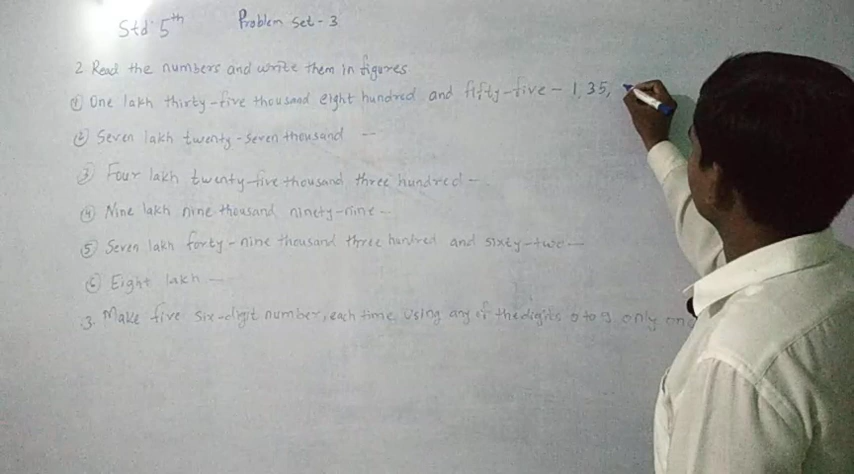 Std 5th Problem Set - 3
2 Read the numbers and write them in figures
① One lakh thirty-five thousand eight hundred and fifty-five - 1,35,
② Seven lakh twenty-seven thousand -
③ Four lakh twenty-five thousand three hundred -
④ Nine lakh nine thousand ninety-nine -
⑤ Seven lakh forty-nine thousand three hundred and sixty-two -
⑥ Eight lakh -
3. Make five six-digit number, each time using any of the digits 0 to 9 only